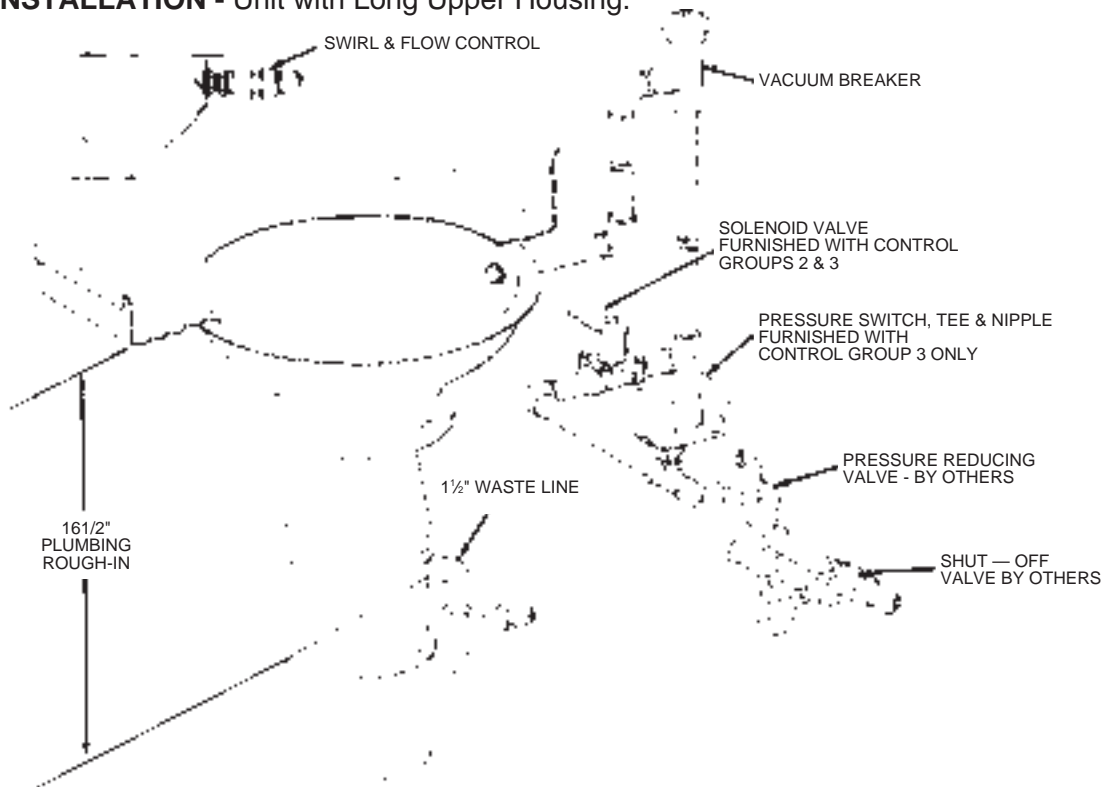 NSTALLATION - Unit with Long Upper Housing.
SWIRL & FLOW CONTROL
VACUUM BREAKER
SOLENOID VALVE
FURNISHED WITH CONTROL
GROUPS 2 & 3
PRESSURE SWITCH, TEE & NIPPLE
FURNISHED WITH
CONTROL GROUP 3 ONLY
PRESSURE REDUCING
VALVE - BY OTHERS
1½" WASTE LINE
161/2"
PLUMBING
ROUGH-IN
SHUT — OFF
VALVE BY OTHERS